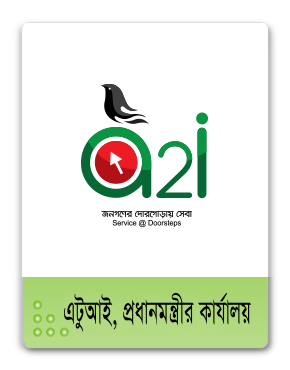 a2i
জনগণের দোরগোড়ায় সেবা
Service @ Doorsteps
এটুআই, প্রধানমন্ত্রীর কার্যালয়